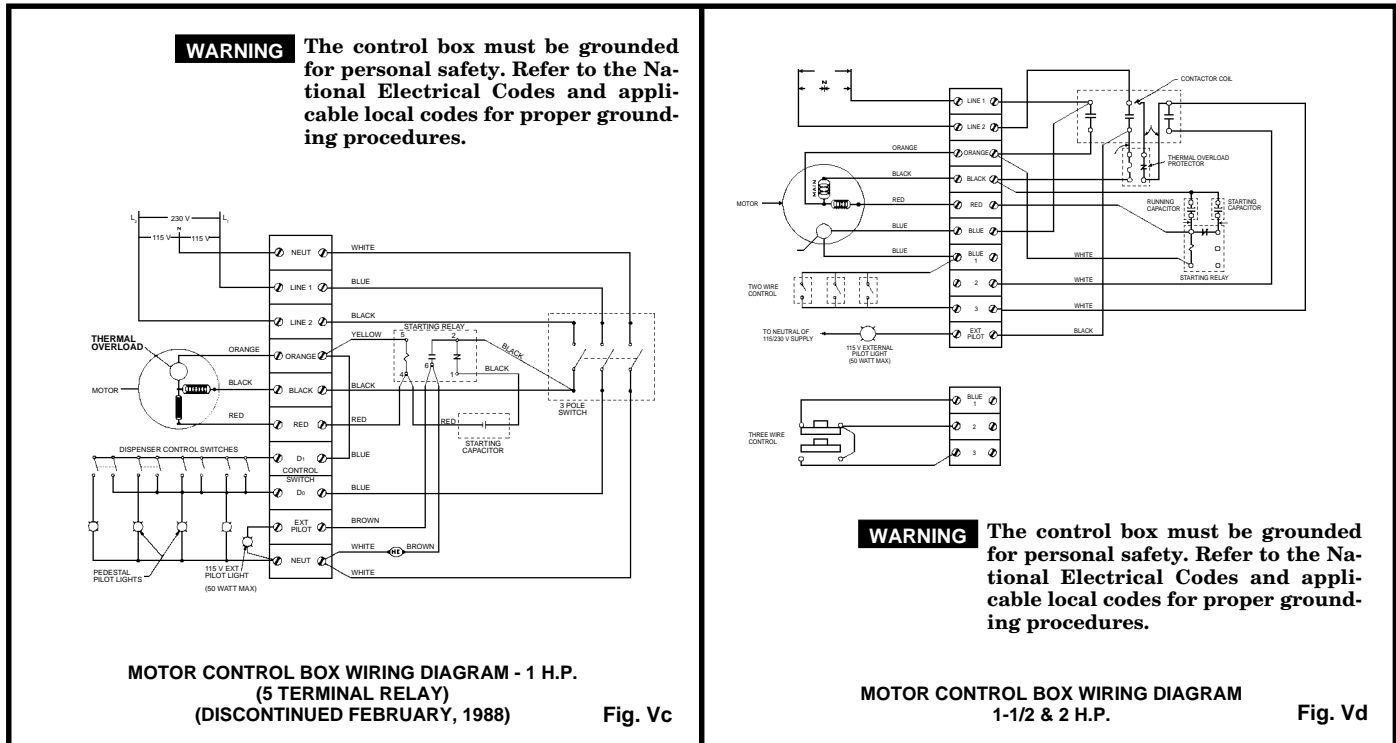 WARNING
The control box must be grounded
for personal safety. Refer to the Na-
tional Electrical Codes and appli-
cable local codes for proper ground-
ing procedures.
L2
230 V
L1
N
115 V
115 V
NEUT
WHITE
LINE 1
BLUE
LINE 2
BLACK
THERMAL
OVERLOAD
ORANGE
ORANGE
YELLOW
STARTING RELAY
5
2
6
4
1
BLACK
BLACK
MOTOR
BLACK
BLACK
BLACK
3 POLE
SWITCH
RED
RED
RED
RED
STARTING
CAPACITOR
DISPENSER CONTROL SWITCHES
D1
BLUE
CONTROL
SWITCH
D0
BLUE
EXT
PILOT
BROWN
NEUT
WHITE
NE
BROWN
WHITE
PEDESTAL
PILOT LIGHTS
115 V EXT
PILOT LIGHT
(50 WATT MAX)
MOTOR CONTROL BOX WIRING DIAGRAM - 1 H.P.
(5 TERMINAL RELAY)
(DISCONTINUED FEBRUARY, 1988)
Fig. Vc
N
LINE 1
LINE 2
CONTACTOR COIL
ORANGE
ORANGE
THERMAL OVERLOAD
PROTECTOR
BLACK
BLACK
MAIN
MOTOR
RED
RED
RUNNING
CAPACITOR
STARTING
CAPACITOR
BLUE
BLUE
BLUE
BLUE
1
WHITE
STARTING RELAY
TWO WIRE
CONTROL
2
WHITE
3
WHITE
TO NEUTRAL OF
115/230 V SUPPLY
EXT
PILOT
BLACK
115 V EXTERNAL
PILOT LIGHT
(50 WATT MAX)
BLUE
1
THREE WIRE
CONTROL
2
3
WARNING
The control box must be grounded
for personal safety. Refer to the Na-
tional Electrical Codes and appli-
cable local codes for proper ground-
ing procedures.
MOTOR CONTROL BOX WIRING DIAGRAM
1-1/2 & 2 H.P.
Fig. Vd